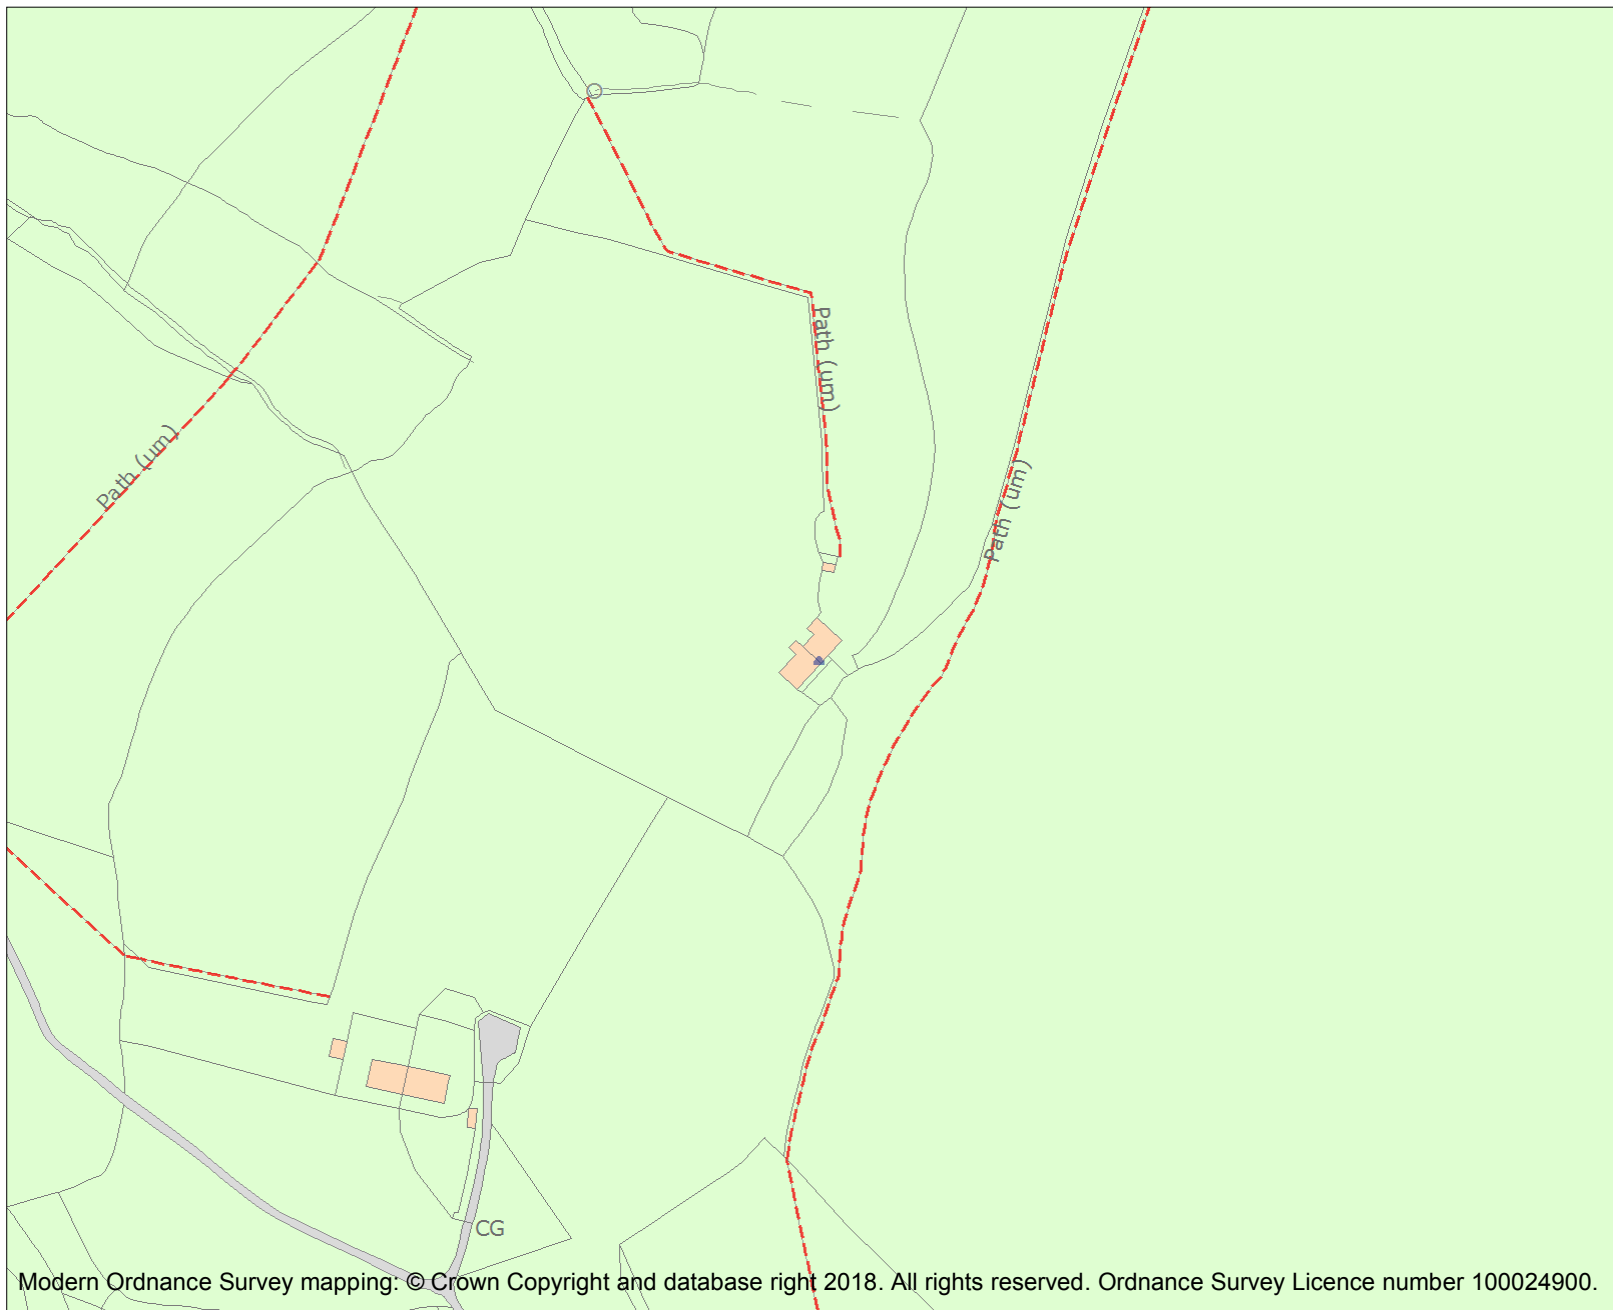 Path (um)
Path (um)
Path (um)
CG
Modern Ordnance Survey mapping: © Crown Copyright and database right 2018. All rights reserved. Ordnance Survey Licence number 100024900.